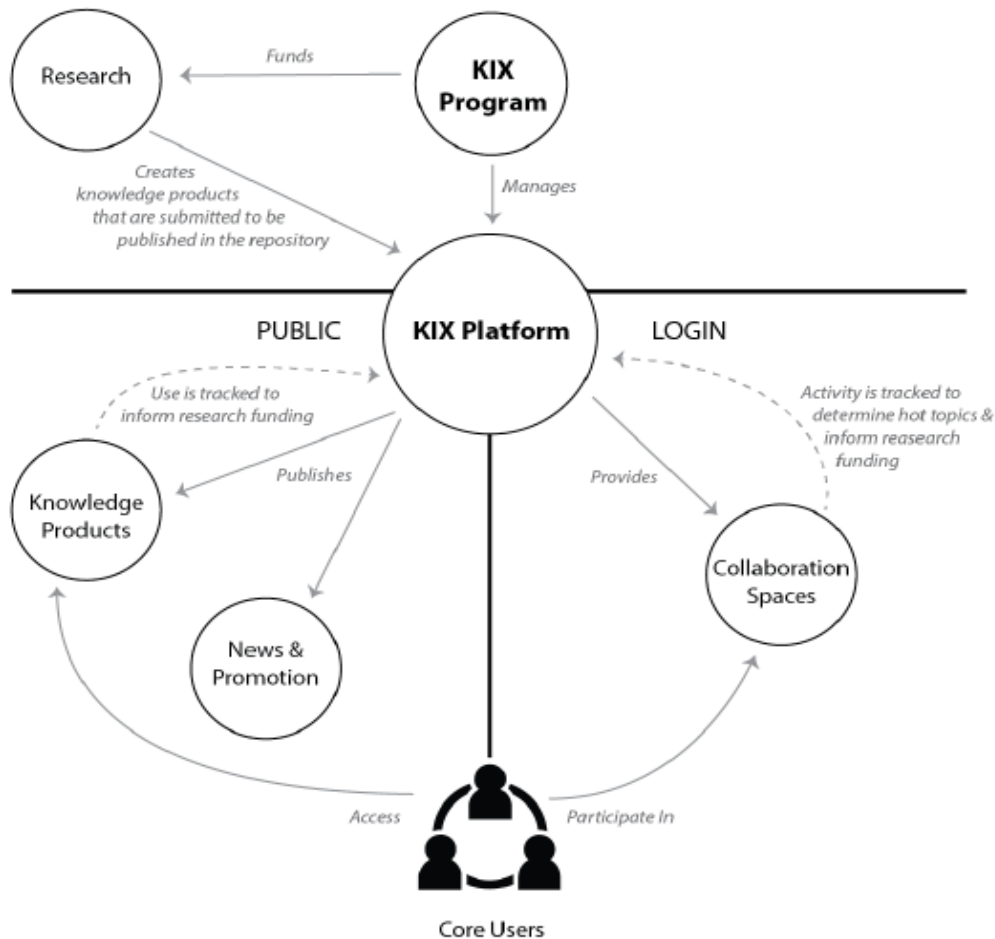 Research
Funds
KIX
Program
Creates
knowledge products
that are submitted to be
published in the repository
Manages
PUBLIC
KIX Platform
LOGIN
Use is tracked to
inform research funding
Activity is tracked to
determine hot topics &
inform reasearch
funding
Publishes
Provides
Knowledge
Products
Collaboration
Spaces
News &
Promotion
Access
Participate In
Core Users